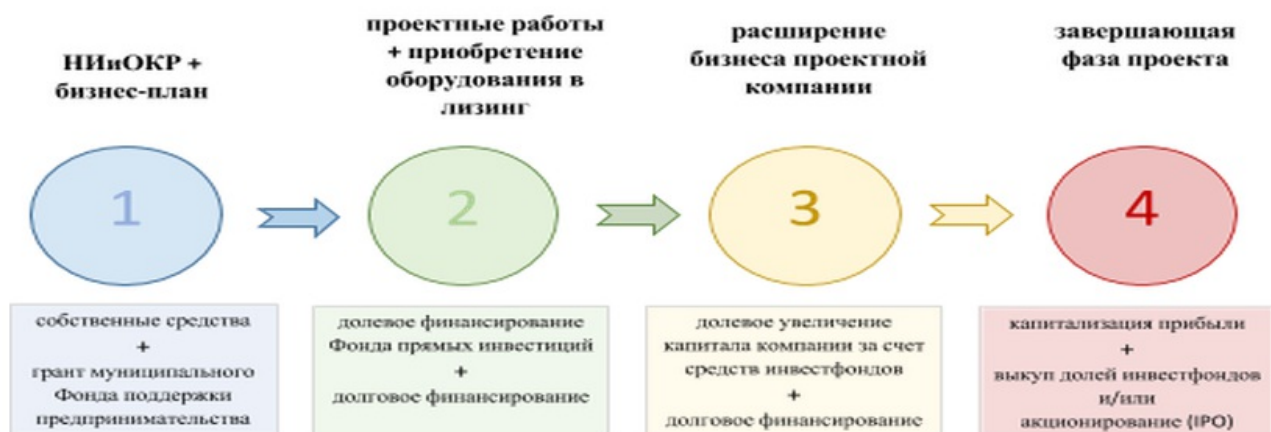 НИиОКР +
бизнес-план
проектные работы
+ приобретение
оборудования в
лизинг
расширение
бизнеса проектной
компании
завершающая
фаза проекта
1
2
3
4
собственные средства
+
грант муниципального
Фонда поддержки
предпринимательства
долевое финансирование
Фонда прямых инвестиций
+
долговое финансирование
долевое увеличение
капитала компании за счет
средств инвестфондов
+
долговое финансирование
капитализация прибыли
+
выкуп долей инвестфондов
и/или
акционирование (IPO)